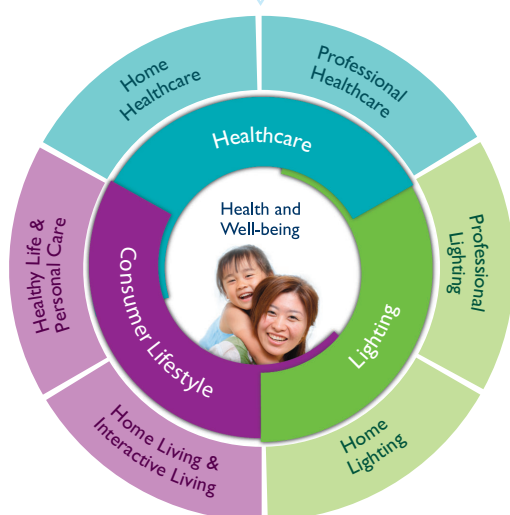 Home
Healthcare
Professional
Healthcare
Healthcare
Health and
Well-being
Healthy Life &
Personal Care
Consumer Lifestyle
Professional
Lighting
Lighting
Home Living &
Interactive Living
Home
Lighting